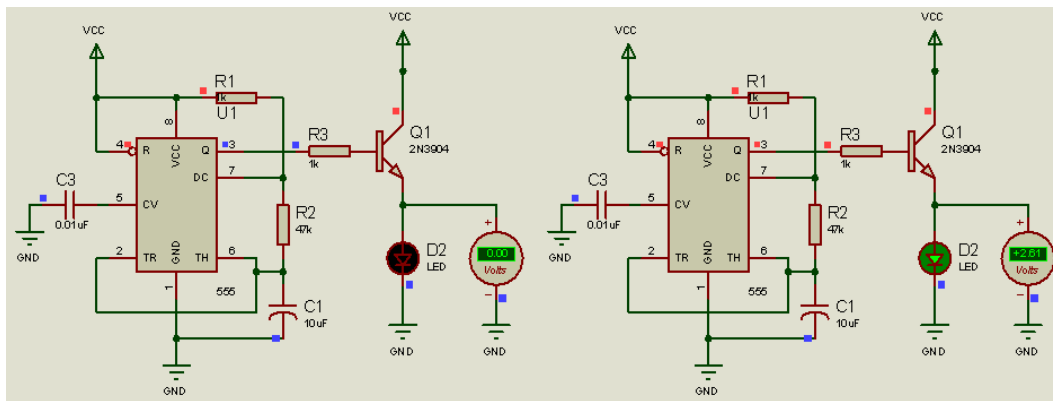 VCC
VCC
R1
1k
U1
8
4
R
VCC
Q
3
R3
1k
Q1
2N3904
DC
7
C3
0.01uF
5
CV
R2
47k
2
TR
GND
TH
6
1
555
C1
10uF
D2
LED
+
0.00
Volts
−
GND
GND
GND
GND
VCC
VCC
R1
1k
U1
8
4
R
VCC
Q
3
R3
1k
Q1
2N3904
DC
7
C3
0.01uF
5
CV
R2
47k
2
TR
GND
TH
6
1
555
C1
10uF
D2
LED
+
+2.61
Volts
−
GND
GND
GND
GND